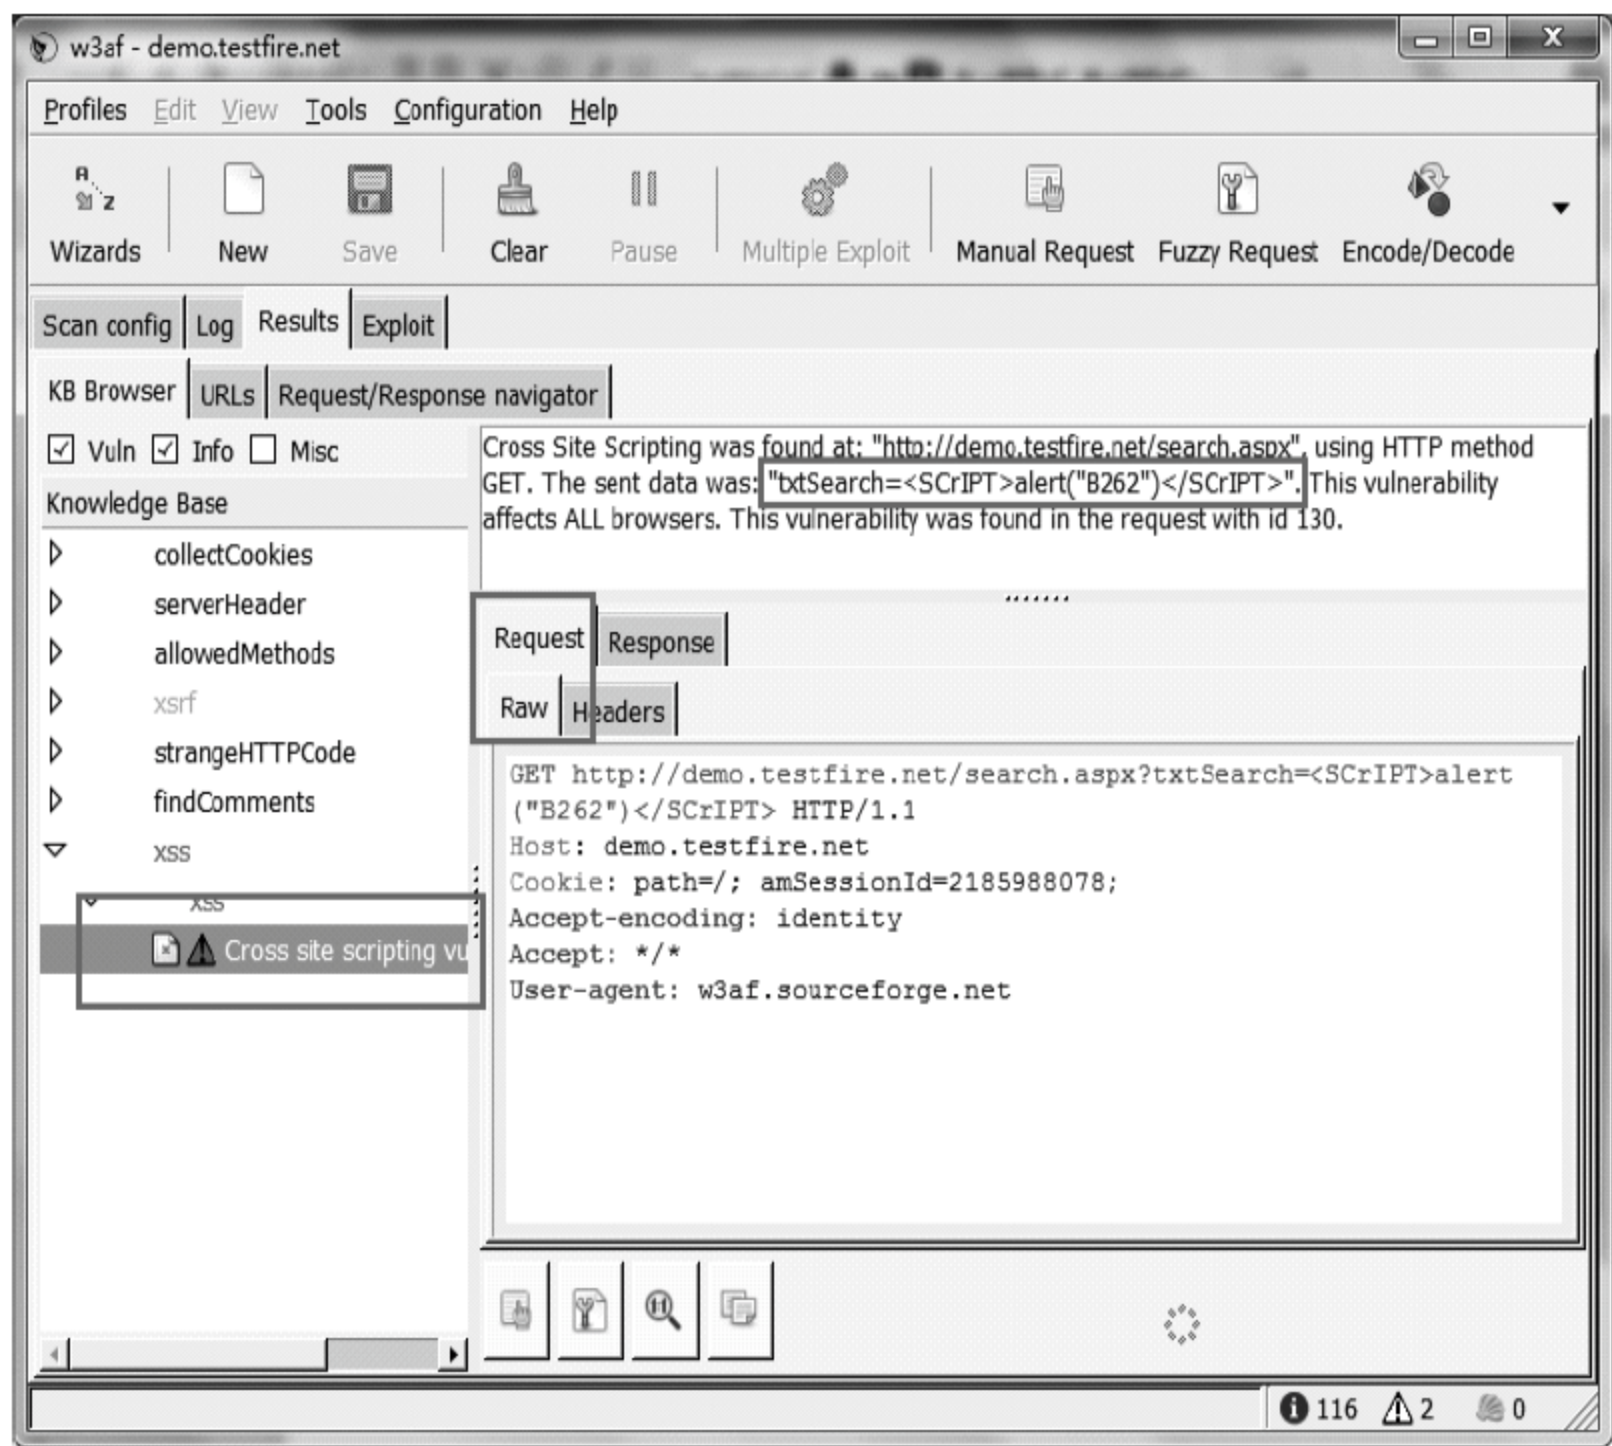 w3af - demo.testfire.net
Profiles Edit View Tools Configuration Help
A
Z
Wizards New Save Clear Pause Multiple Exploit Manual Request Fuzzy Request Encode/Decode
Scan config Log Results Exploit
KB Browser URLs Request/Response navigator
Vuln Info Misc
Knowledge Base
collectCookies
serverHeader
allowedMethods
xsrf
strangeHTTPCode
findComments
xss
xss
Cross site scripting vu
Cross Site Scripting was found at: "http://demo.testfire.net/search.aspx", using HTTP method
GET. The sent data was: "txtSearch=<SCrIPT>alert("B262")</SCrIPT>". This vulnerability
affects ALL browsers. This vulnerability was found in the request with id 130.
Request Response
Raw Headers
GET http://demo.testfire.net/search.aspx?txtSearch=<SCrIPT>alert
("B262")</SCrIPT> HTTP/1.1
Host: demo.testfire.net
Cookie: path=/; amSessionId=2185988078;
Accept-encoding: identity
Accept: */*
User-agent: w3af.sourceforge.net
116 2 0